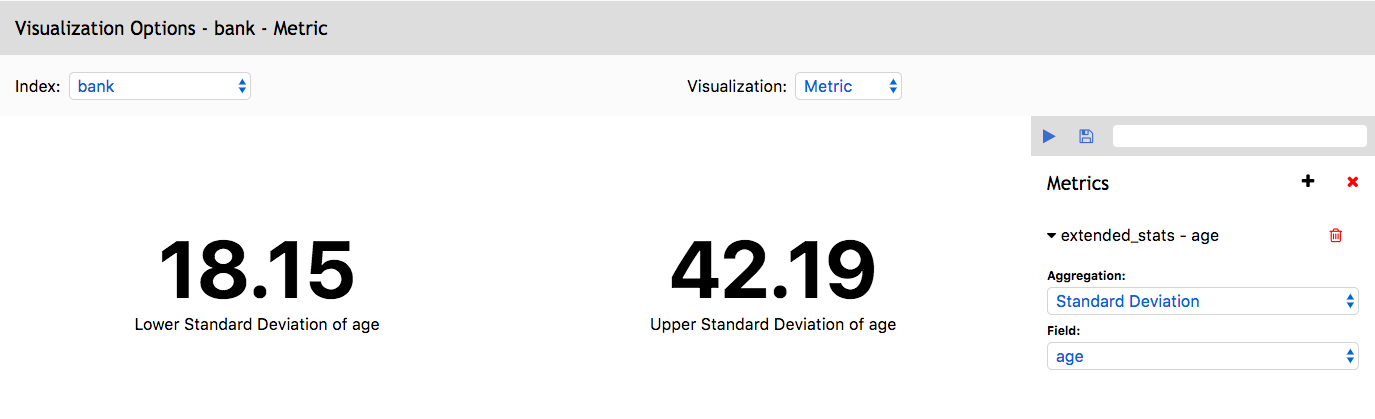 Visualization Options - bank - Metric
Index: bank Visualization: Metric
Metrics
extended_stats - age
Aggregation:
Standard Deviation
Field:
age
18.15 42.19
Lower Standard Deviation of age Upper Standard Deviation of age